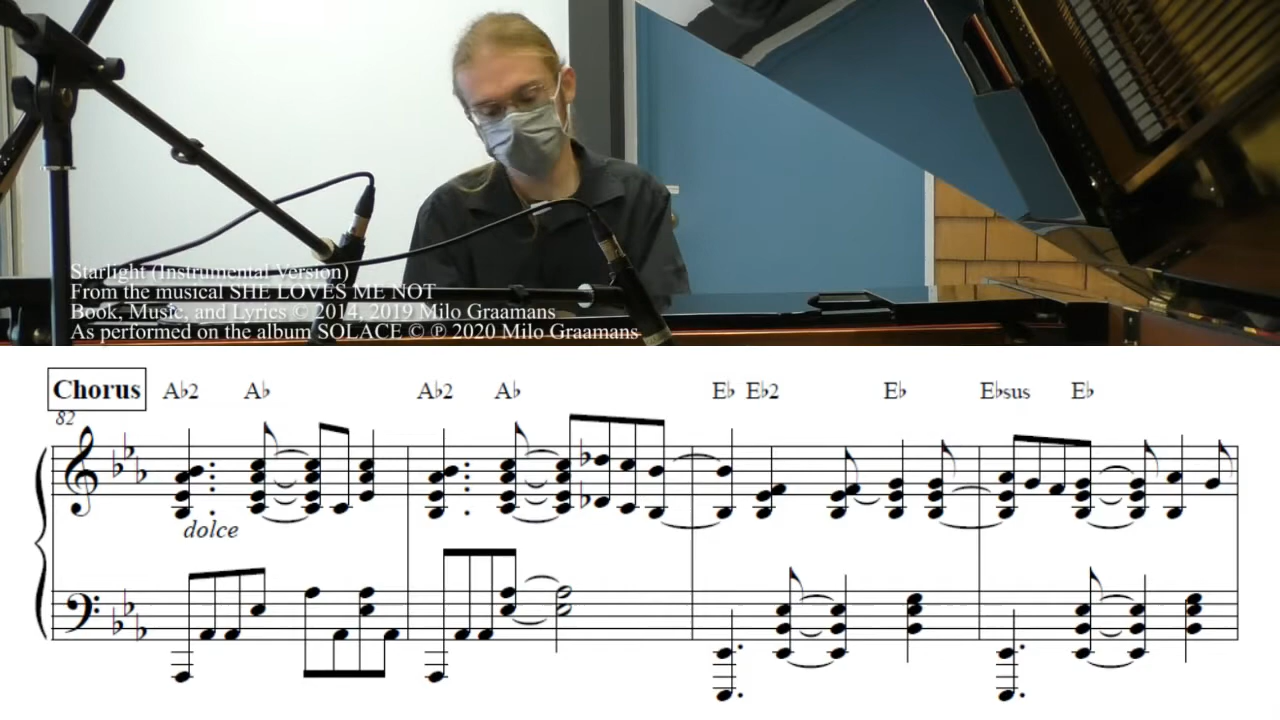 Starlight (Instrumental Version)
From the musical SHE LOVES ME NOT
Book, Music, and Lyrics © 2014, 2019 Milo Graamans
As performed on the album SOLACE © ℗ 2020 Milo Graamans
Chorus A♭2 A♭ A♭2 A♭ E♭ E♭2 E♭ E♭sus E♭
82
dolce